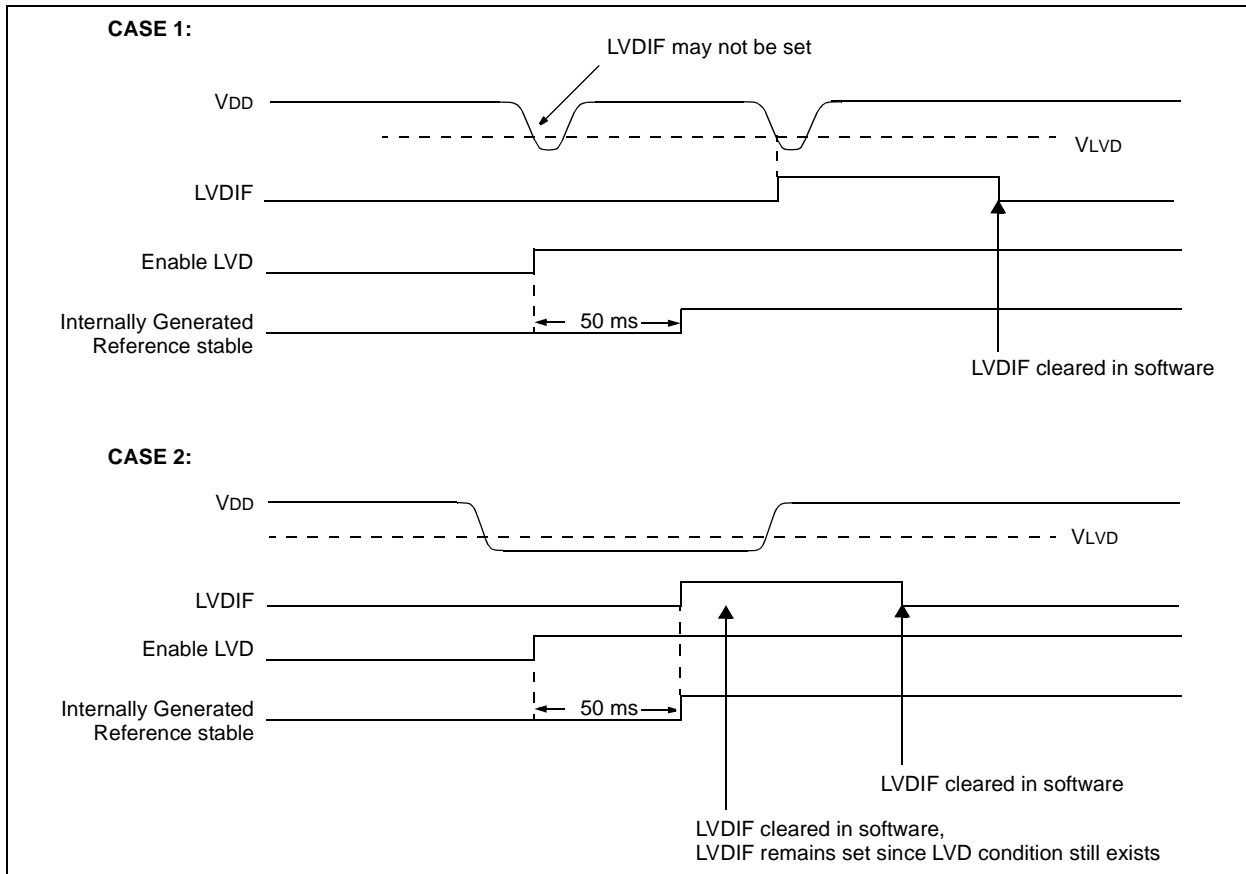 CASE 1:
LVDIF may not be set
VDD
VLVD
LVDIF
Enable LVD
50 ms
Internally Generated
Reference stable
LVDIF cleared in software
CASE 2:
VDD
VLVD
LVDIF
Enable LVD
50 ms
Internally Generated
Reference stable
LVDIF cleared in software
LVDIF cleared in software,
LVDIF remains set since LVD condition still exists